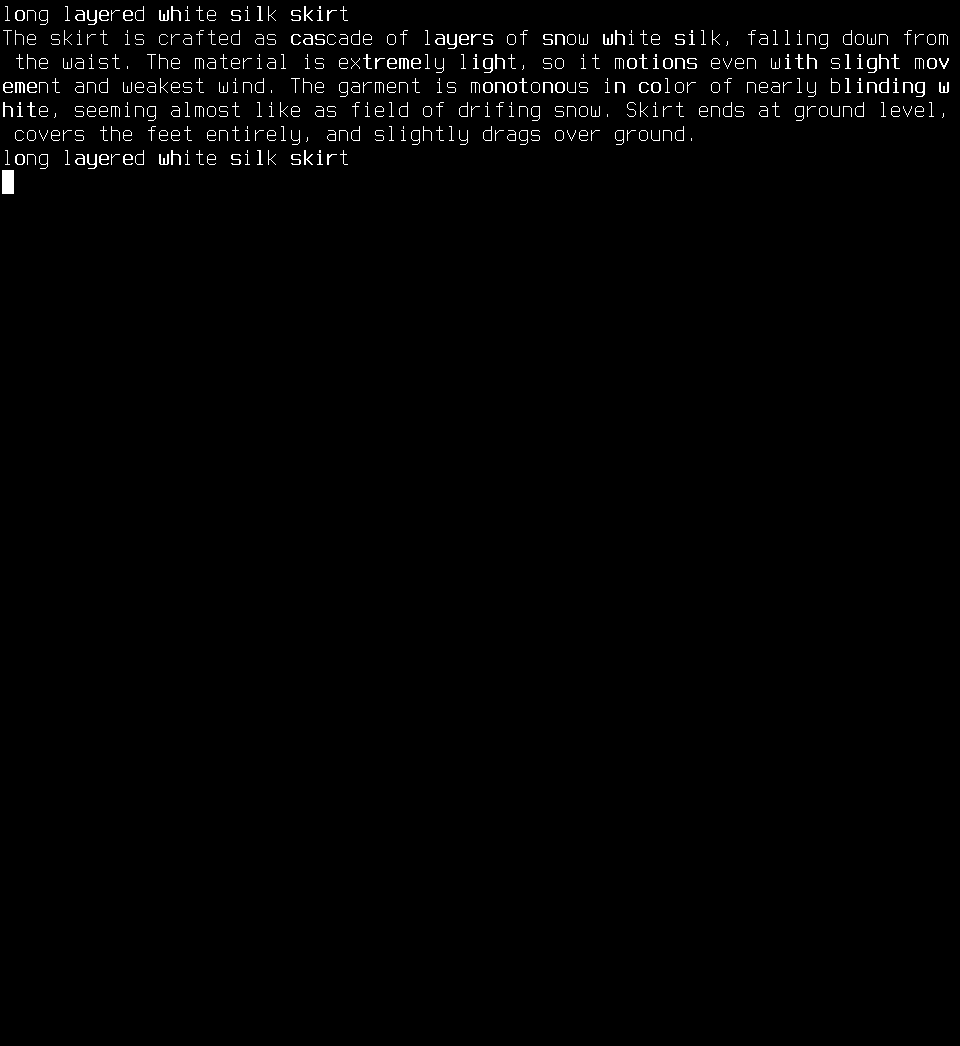 long layered white silk skirt
The skirt is crafted as cascade of layers of snow white silk, falling down from
 the waist. The material is extremely light, so it motions even with slight mov
ement and weakest wind. The garment is monotonous in color of nearly blinding w
hite, seeming almost like as field of drifing snow. Skirt ends at ground level,
 covers the feet entirely, and slightly drags over ground.
long layered white silk skirt